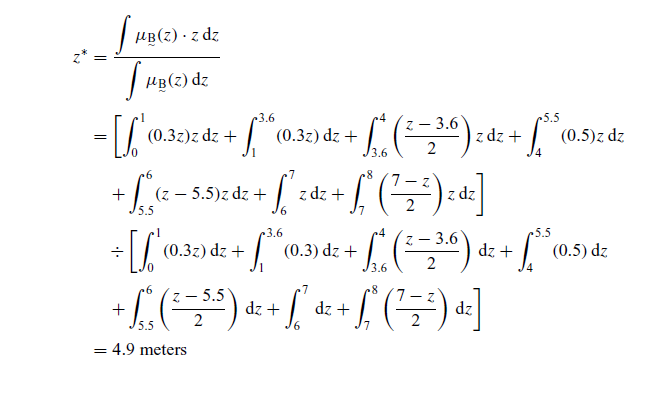 z* = ∫ μ_B̰(z) · z dz / ∫ μ_B̰(z) dz
= [∫_0^1 (0.3z)z dz + ∫_1^3.6 (0.3z) dz + ∫_3.6^4 ((z − 3.6)/2) z dz + ∫_4^5.5 (0.5)z dz
+ ∫_5.5^6 (z − 5.5)z dz + ∫_6^7 z dz + ∫_7^8 ((7 − z)/2) z dz]
÷ [∫_0^1 (0.3z) dz + ∫_1^3.6 (0.3) dz + ∫_3.6^4 ((z − 3.6)/2) dz + ∫_4^5.5 (0.5) dz
+ ∫_5.5^6 ((z − 5.5)/2) dz + ∫_6^7 dz + ∫_7^8 ((7 − z)/2) dz]
= 4.9 meters